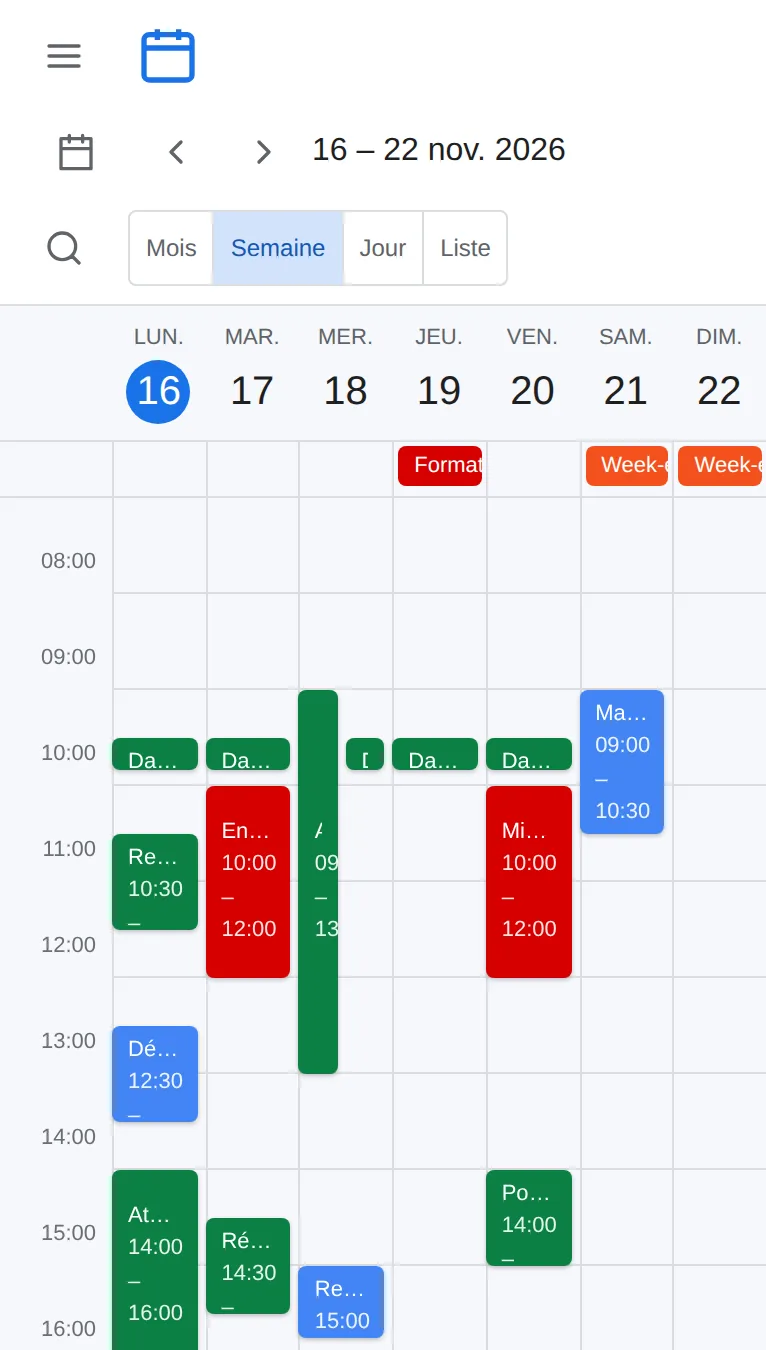 16 – 22 nov. 2026
Mois Semaine Jour Liste
LUN. MAR. MER. JEU. VEN. SAM. DIM.
16 17 18 19 20 21 22
Format Week-e Week-e
08:00
09:00
10:00
11:00
12:00
13:00
14:00
15:00
16:00
Da…
Re…
10:30
–
Dé…
12:30
–
At…
14:00
–
16:00
Da…
En…
10:00
–
12:00
Ré…
14:30
–
09
–
13
Re…
15:00
Da…
Da…
Mi…
10:00
–
12:00
Po…
14:00
–
Ma…
09:00
–
10:30